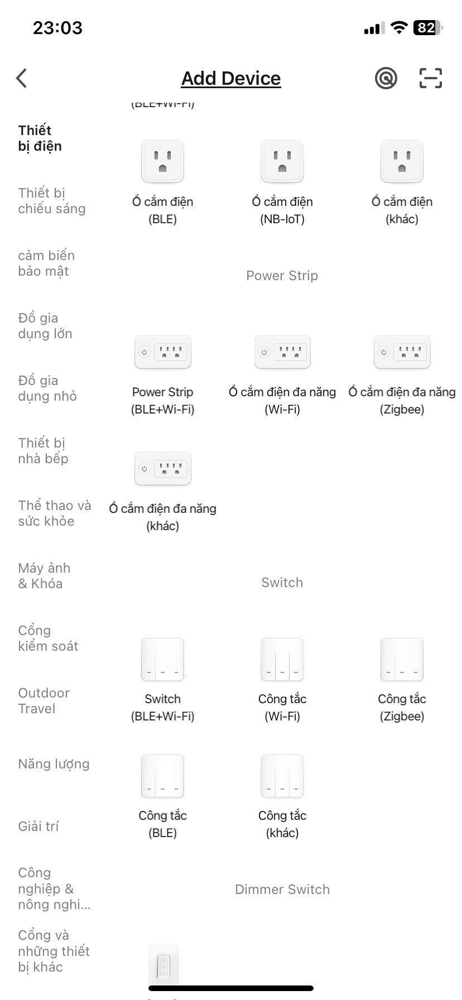 23:03
82
Add Device
(BLE+Wi-Fi)
Thiết
bị điện
Thiết bị
chiếu sáng
cảm biến
bảo mật
Đồ gia
dụng lớn
Đồ gia
dụng nhỏ
Thiết bị
nhà bếp
Thể thao và
sức khỏe
Máy ảnh
& Khóa
Cổng
kiểm soát
Outdoor
Travel
Năng lượng
Giải trí
Công
nghiệp &
nông nghi...
Cổng và
những thiết
bị khác
Ổ cắm điện
(BLE)
Ổ cắm điện
(NB-IoT)
Ổ cắm điện
(khác)
Power Strip
Power Strip
(BLE+Wi-Fi)
Ổ cắm điện đa năng
(Wi-Fi)
Ổ cắm điện đa năng
(Zigbee)
Ổ cắm điện đa năng
(khác)
Switch
Switch
(BLE+Wi-Fi)
Công tắc
(Wi-Fi)
Công tắc
(Zigbee)
Công tắc
(BLE)
Công tắc
(khác)
Dimmer Switch